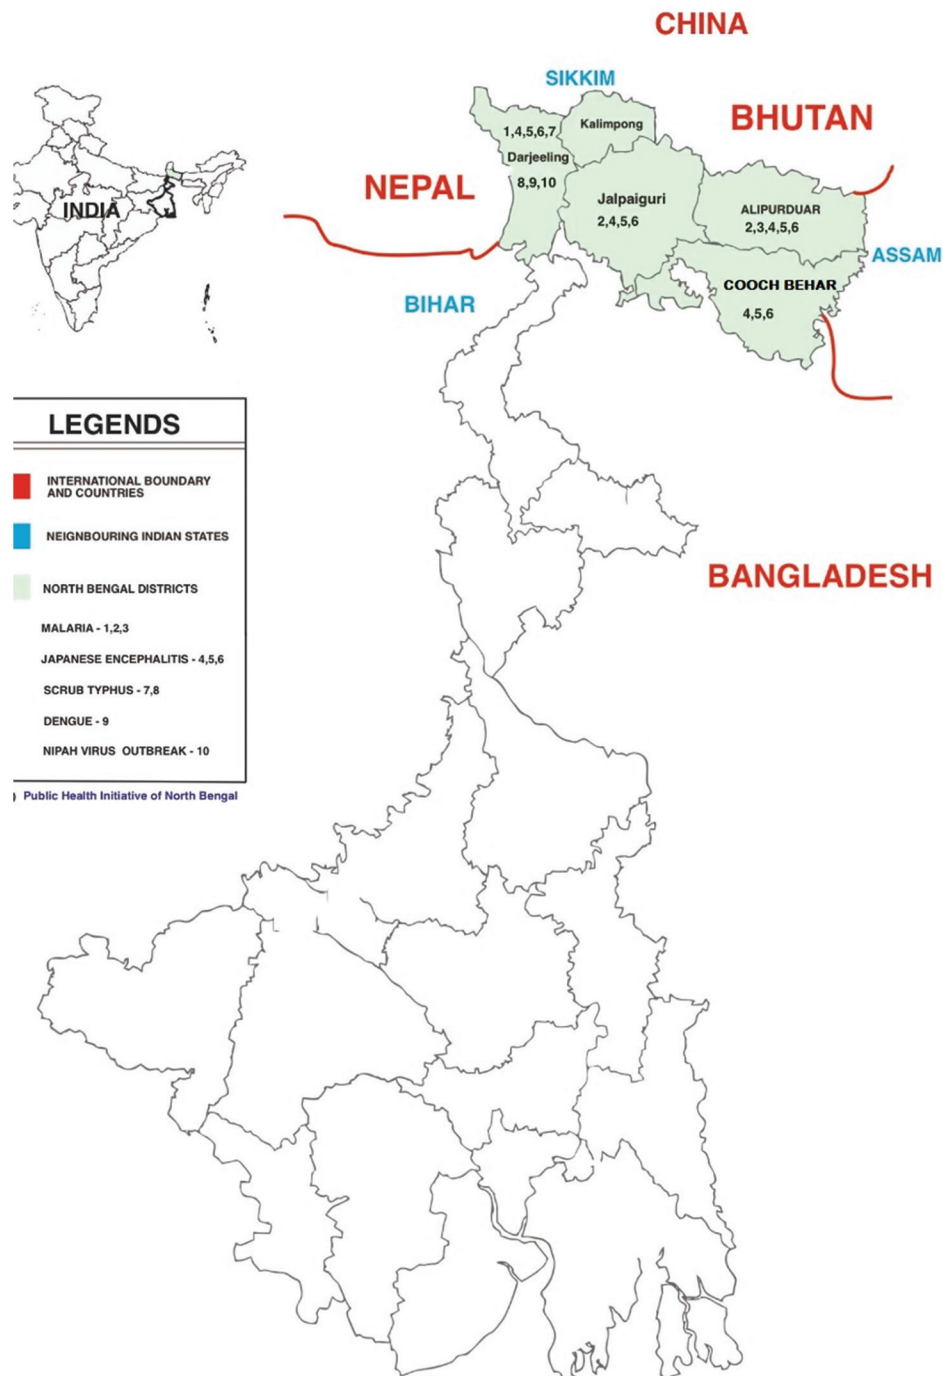 CHINA
SIKKIM
BHUTAN
1,4,5,6,7
Kalimpong
Darjeeling
8,9,10
NEPAL
Jalpaiguri
2,4,5,6
ALIPURDUAR
2,3,4,5,6
INDIA
ASSAM
COOCH BEHAR
4,5,6
BIHAR
LEGENDS
INTERNATIONAL BOUNDARY
AND COUNTRIES
NEIGNBOURING INDIAN STATES
BANGLADESH
NORTH BENGAL DISTRICTS
MALARIA - 1,2,3
JAPANESE ENCEPHALITIS - 4,5,6
SCRUB TYPHUS - 7,8
DENGUE - 9
NIPAH VIRUS OUTBREAK - 10
) Public Health Initiative of North Bengal